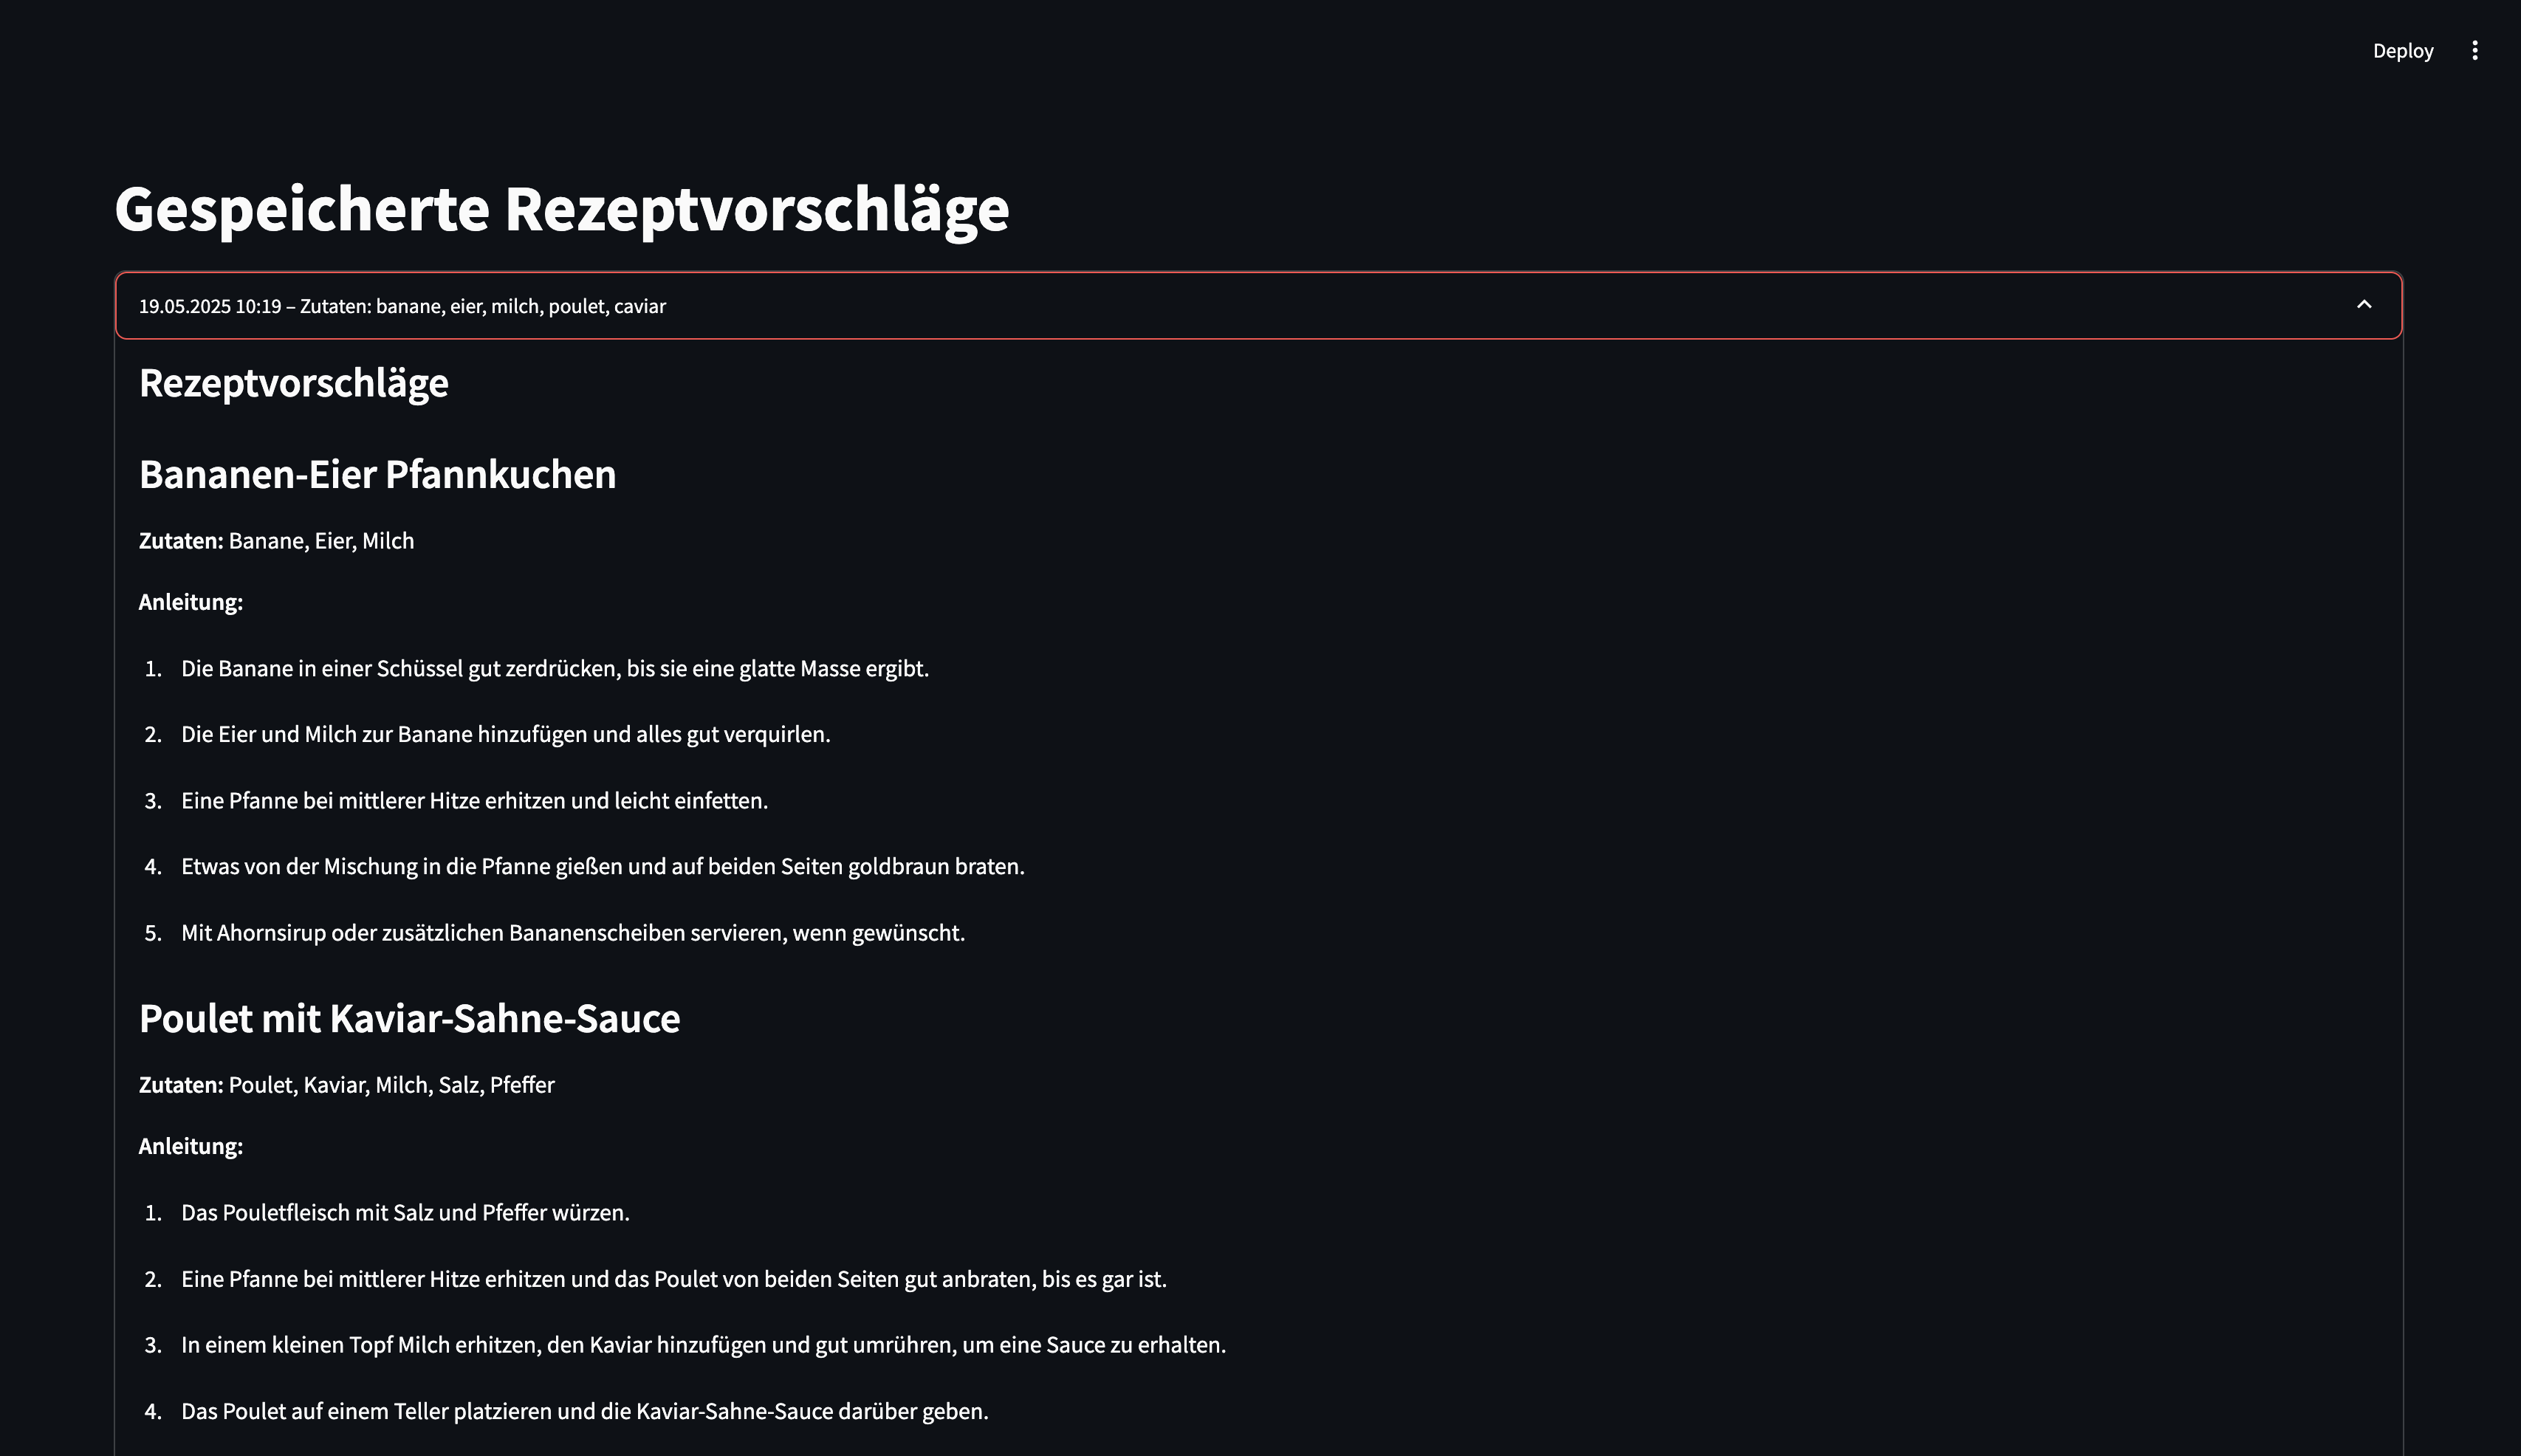 Deploy
Gespeicherte Rezeptvorschläge
19.05.2025 10:19 – Zutaten: banane, eier, milch, poulet, caviar
Rezeptvorschläge
Bananen-Eier Pfannkuchen
Zutaten: Banane, Eier, Milch
Anleitung:
1. Die Banane in einer Schüssel gut zerdrücken, bis sie eine glatte Masse ergibt.
2. Die Eier und Milch zur Banane hinzufügen und alles gut verquirlen.
3. Eine Pfanne bei mittlerer Hitze erhitzen und leicht einfetten.
4. Etwas von der Mischung in die Pfanne gießen und auf beiden Seiten goldbraun braten.
5. Mit Ahornsirup oder zusätzlichen Bananenscheiben servieren, wenn gewünscht.
Poulet mit Kaviar-Sahne-Sauce
Zutaten: Poulet, Kaviar, Milch, Salz, Pfeffer
Anleitung:
1. Das Pouletfleisch mit Salz und Pfeffer würzen.
2. Eine Pfanne bei mittlerer Hitze erhitzen und das Poulet von beiden Seiten gut anbraten, bis es gar ist.
3. In einem kleinen Topf Milch erhitzen, den Kaviar hinzufügen und gut umrühren, um eine Sauce zu erhalten.
4. Das Poulet auf einem Teller platzieren und die Kaviar-Sahne-Sauce darüber geben.